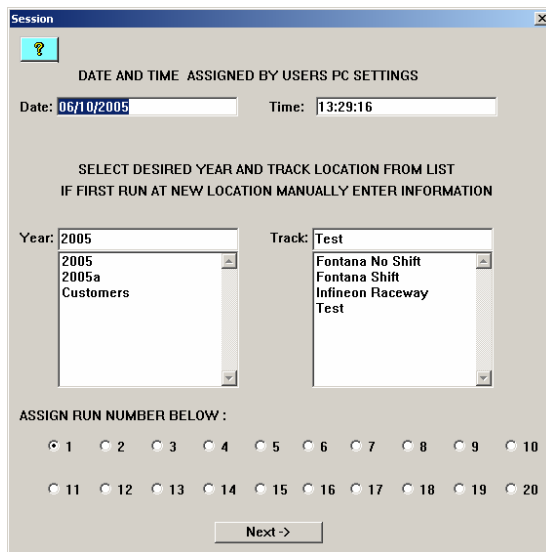 Session
?
DATE AND TIME ASSIGNED BY USERS PC SETTINGS
Date: 06/10/2005 Time: 13:29:16
SELECT DESIRED YEAR AND TRACK LOCATION FROM LIST
IF FIRST RUN AT NEW LOCATION MANUALLY ENTER INFORMATION
Year: 2005 Track: Test
2005 Fontana No Shift
2005a Fontana Shift
Customers Infineon Raceway
Test
ASSIGN RUN NUMBER BELOW :
1 2 3 4 5 6 7 8 9 10
11 12 13 14 15 16 17 18 19 20
Next ->